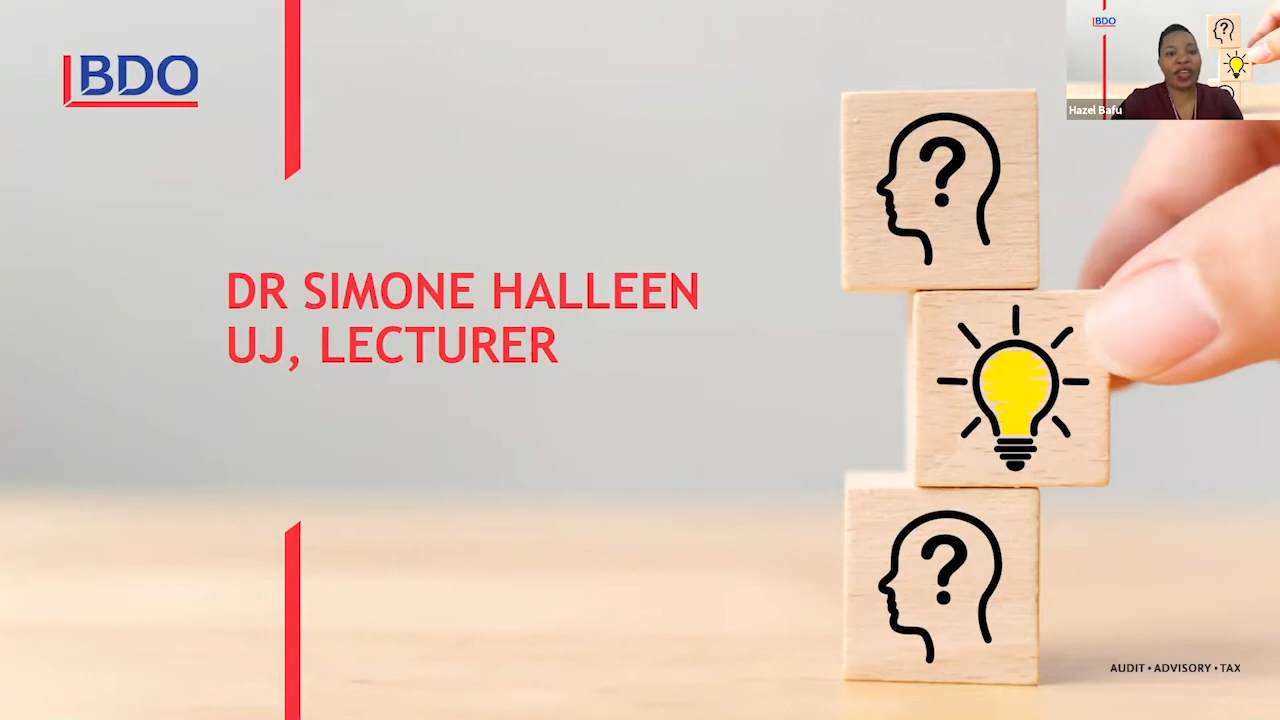 BDO
BDO
Hazel Bafu
?
DR SIMONE HALLEEN
UJ, LECTURER
?
AUDIT • ADVISORY • TAX